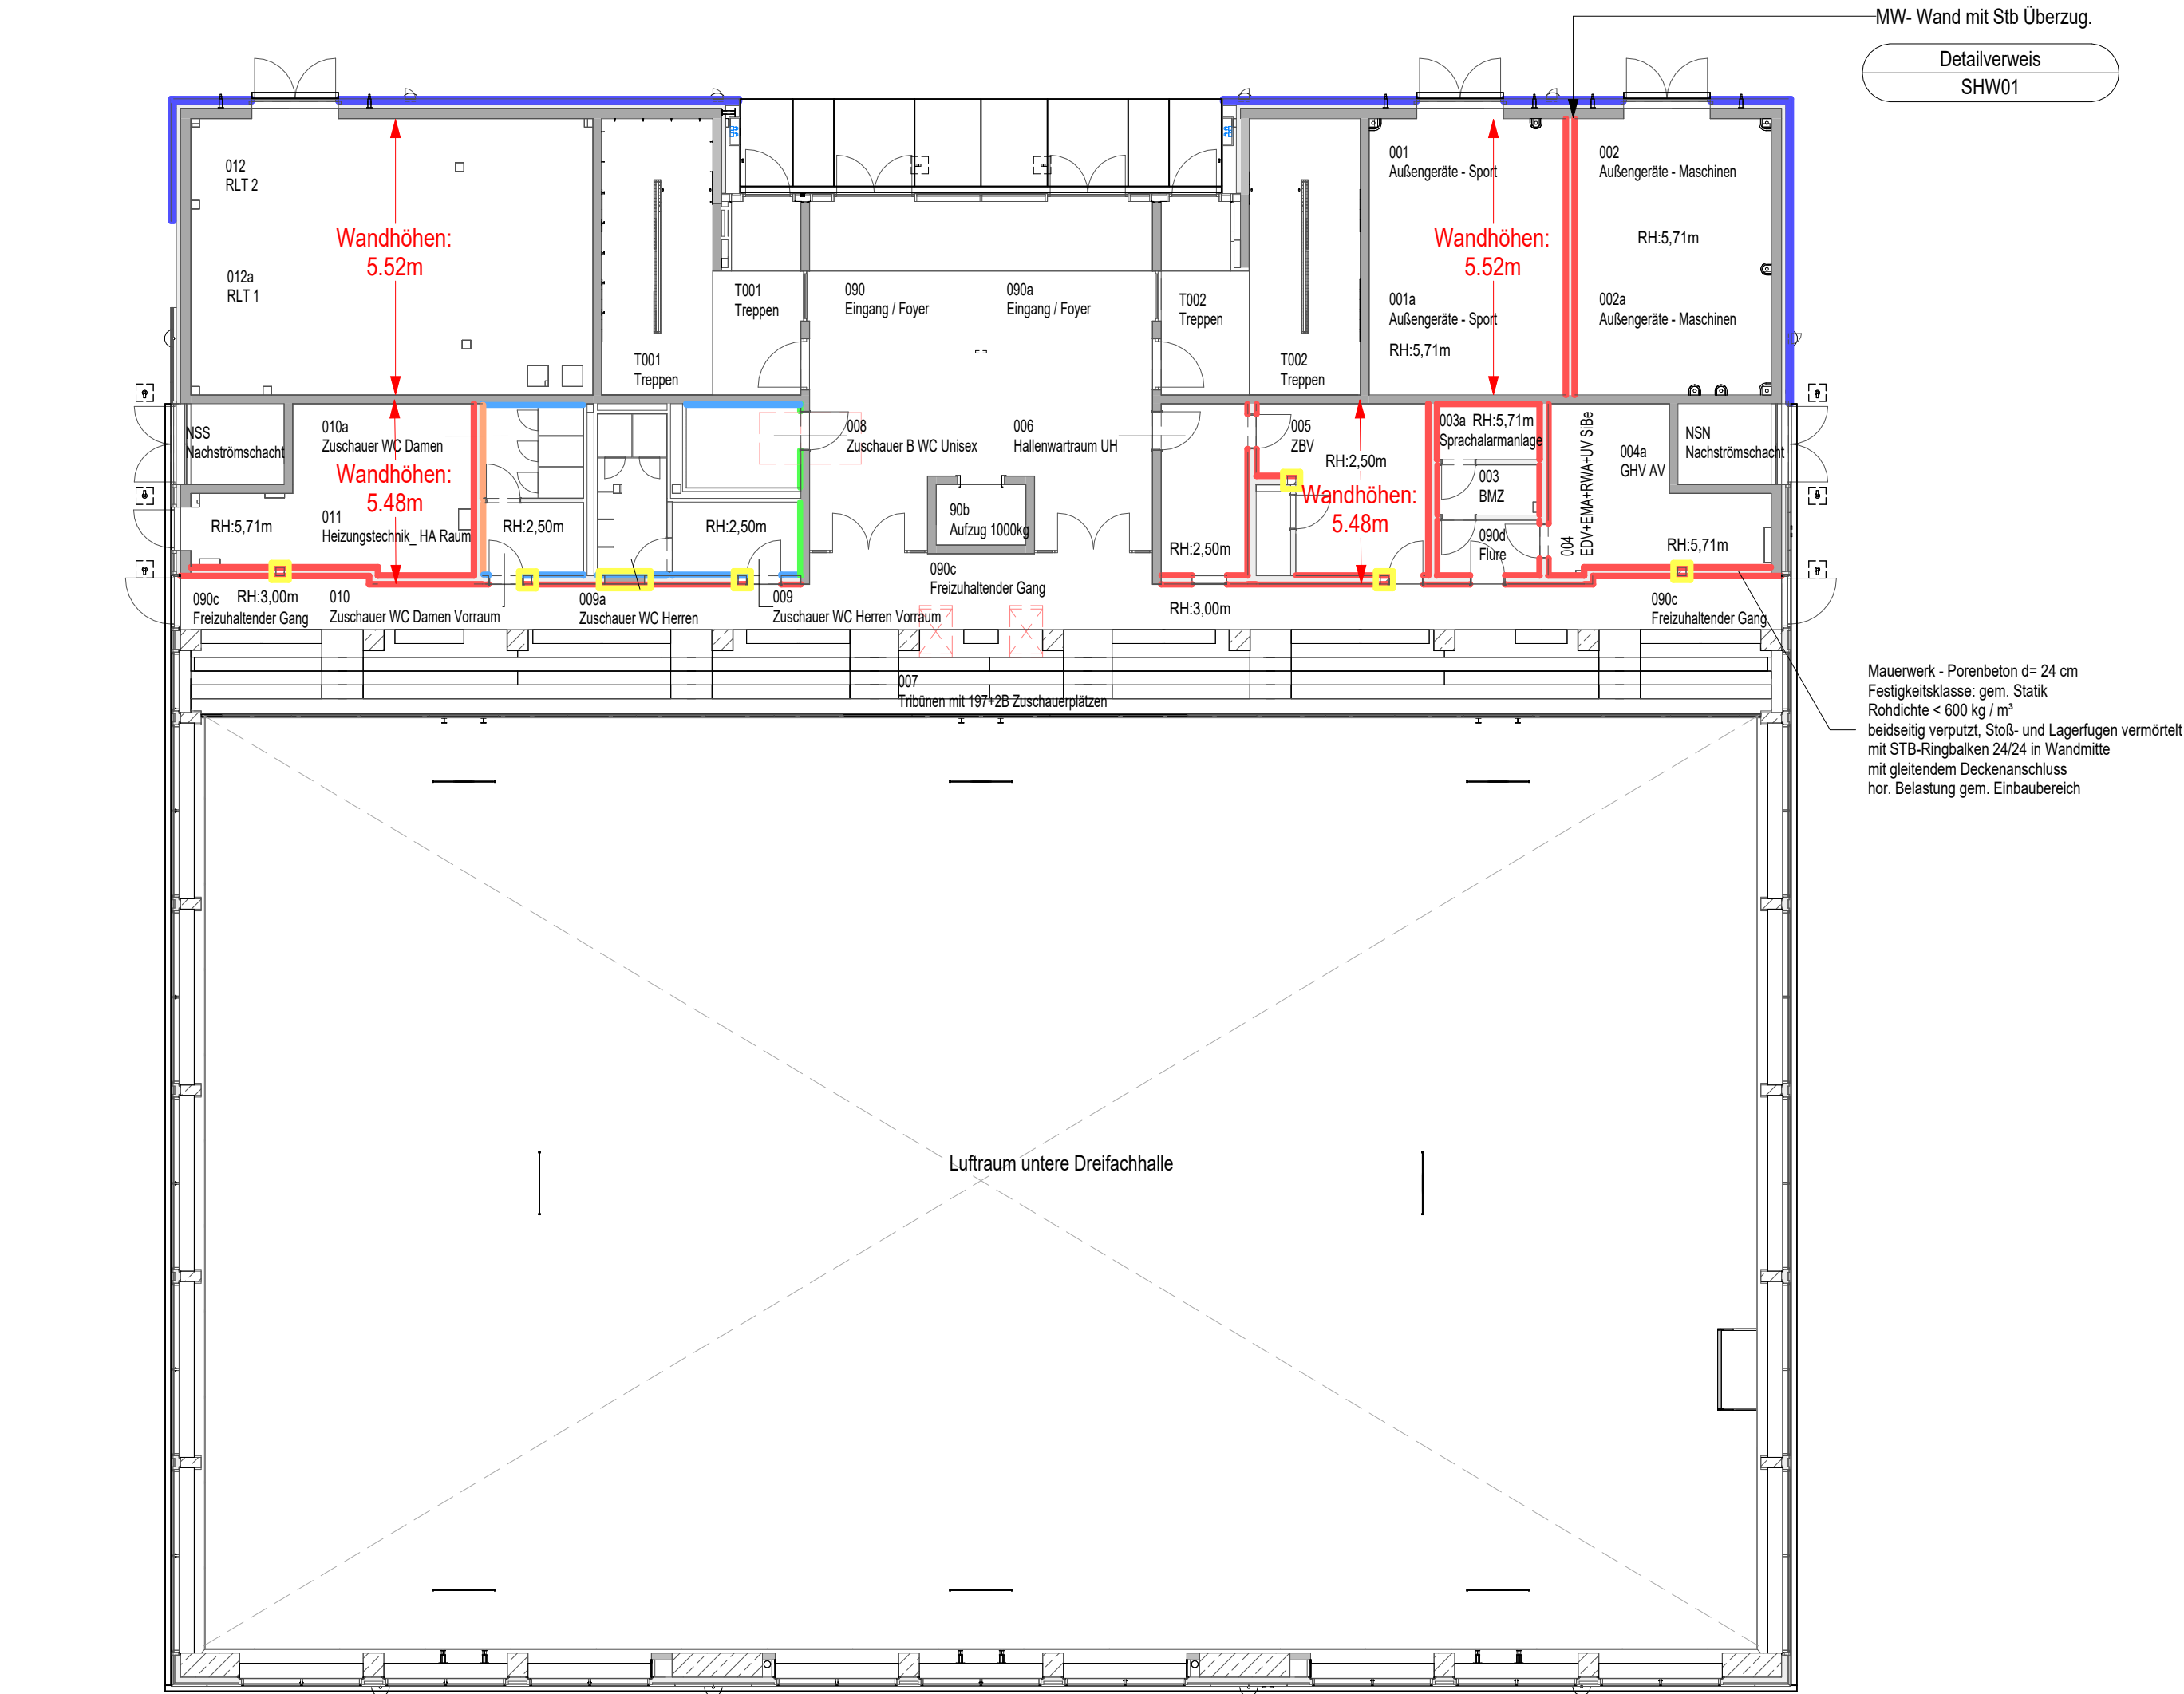 MW- Wand mit Stb Überzug.
Detailverweis
SHW01
012
RLT 2
Wandhöhen:
5.52m
012a
RLT 1
T001
Treppen
T001
Treppen
090
Eingang / Foyer
090a
Eingang / Foyer
T002
Treppen
T002
Treppen
001
Außengeräte - Sport
Wandhöhen:
5.52m
001a
Außengeräte - Sport
RH:5,71m
002
Außengeräte - Maschinen
RH:5,71m
002a
Außengeräte - Maschinen
NSS
Nachströmschacht
010a
Zuschauer WC Damen
Wandhöhen:
5.48m
RH:5,71m
011
Heizungstechnik_ HA Raum
RH:2,50m
RH:2,50m
008
Zuschauer B WC Unisex
006
Hallenwartraum UH
90b
Aufzug 1000kg
005
ZBV
RH:2,50m
Wandhöhen:
5.48m
RH:2,50m
003a
RH:5,71m
Sprachalarmanlage
003
BMZ
090d
Flure
004
EDV+EMA+RWA+UV SiBe
004a
GHV AV
NSN
Nachströmschacht
RH:5,71m
090c
Freizuhaltender Gang
RH:3,00m
010
Zuschauer WC Damen Vorraum
009a
Zuschauer WC Herren
009
Zuschauer WC Herren Vorraum
090c
Freizuhaltender Gang
RH:3,00m
090c
Freizuhaltender Gang
007
Tribünen mit 197+2B Zuschauerplätzen
Mauerwerk - Porenbeton d= 24 cm
Festigkeitsklasse: gem. Statik
Rohdichte < 600 kg / m³
beidseitig verputzt, Stoß- und Lagerfugen vermörtelt
mit STB-Ringbalken 24/24 in Wandmitte
mit gleitendem Deckenanschluss
hor. Belastung gem. Einbaubereich
Luftraum untere Dreifachhalle